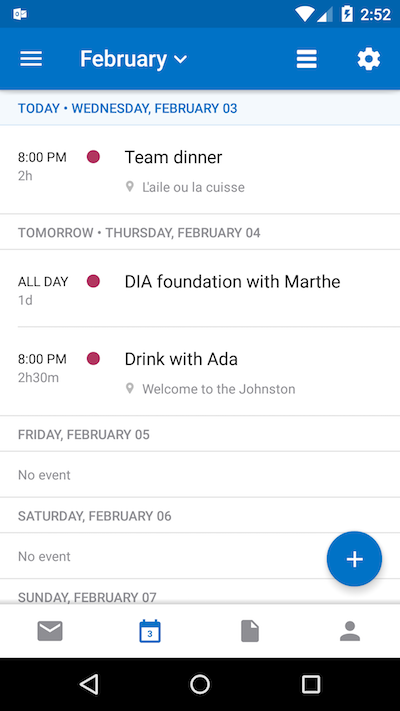 2:52
February
TODAY • WEDNESDAY, FEBRUARY 03
8:00 PM Team dinner
2h L'aile ou la cuisse
TOMORROW • THURSDAY, FEBRUARY 04
ALL DAY DIA foundation with Marthe
1d
8:00 PM Drink with Ada
2h30m Welcome to the Johnston
FRIDAY, FEBRUARY 05
No event
SATURDAY, FEBRUARY 06
No event
SUNDAY, FEBRUARY 07
3